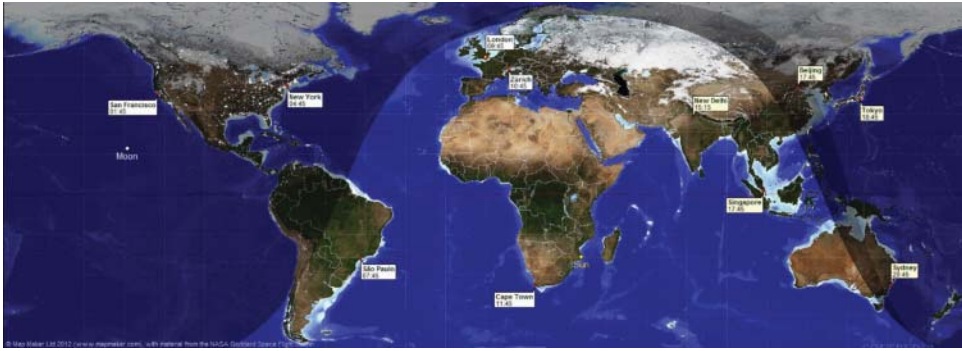 London
09:45
Zürich
10:45
Beijing
17:45
San Francisco
01:45
New York
04:45
New Delhi
15:15
Tokyo
18:45
Moon
Singapore
17:45
São Paulo
07:45
Sydney
20:45
Cape Town
11:45
© Map Maker Ltd 2012 (www.mapmaker.com), with material from the NASA Goddard Space Flight